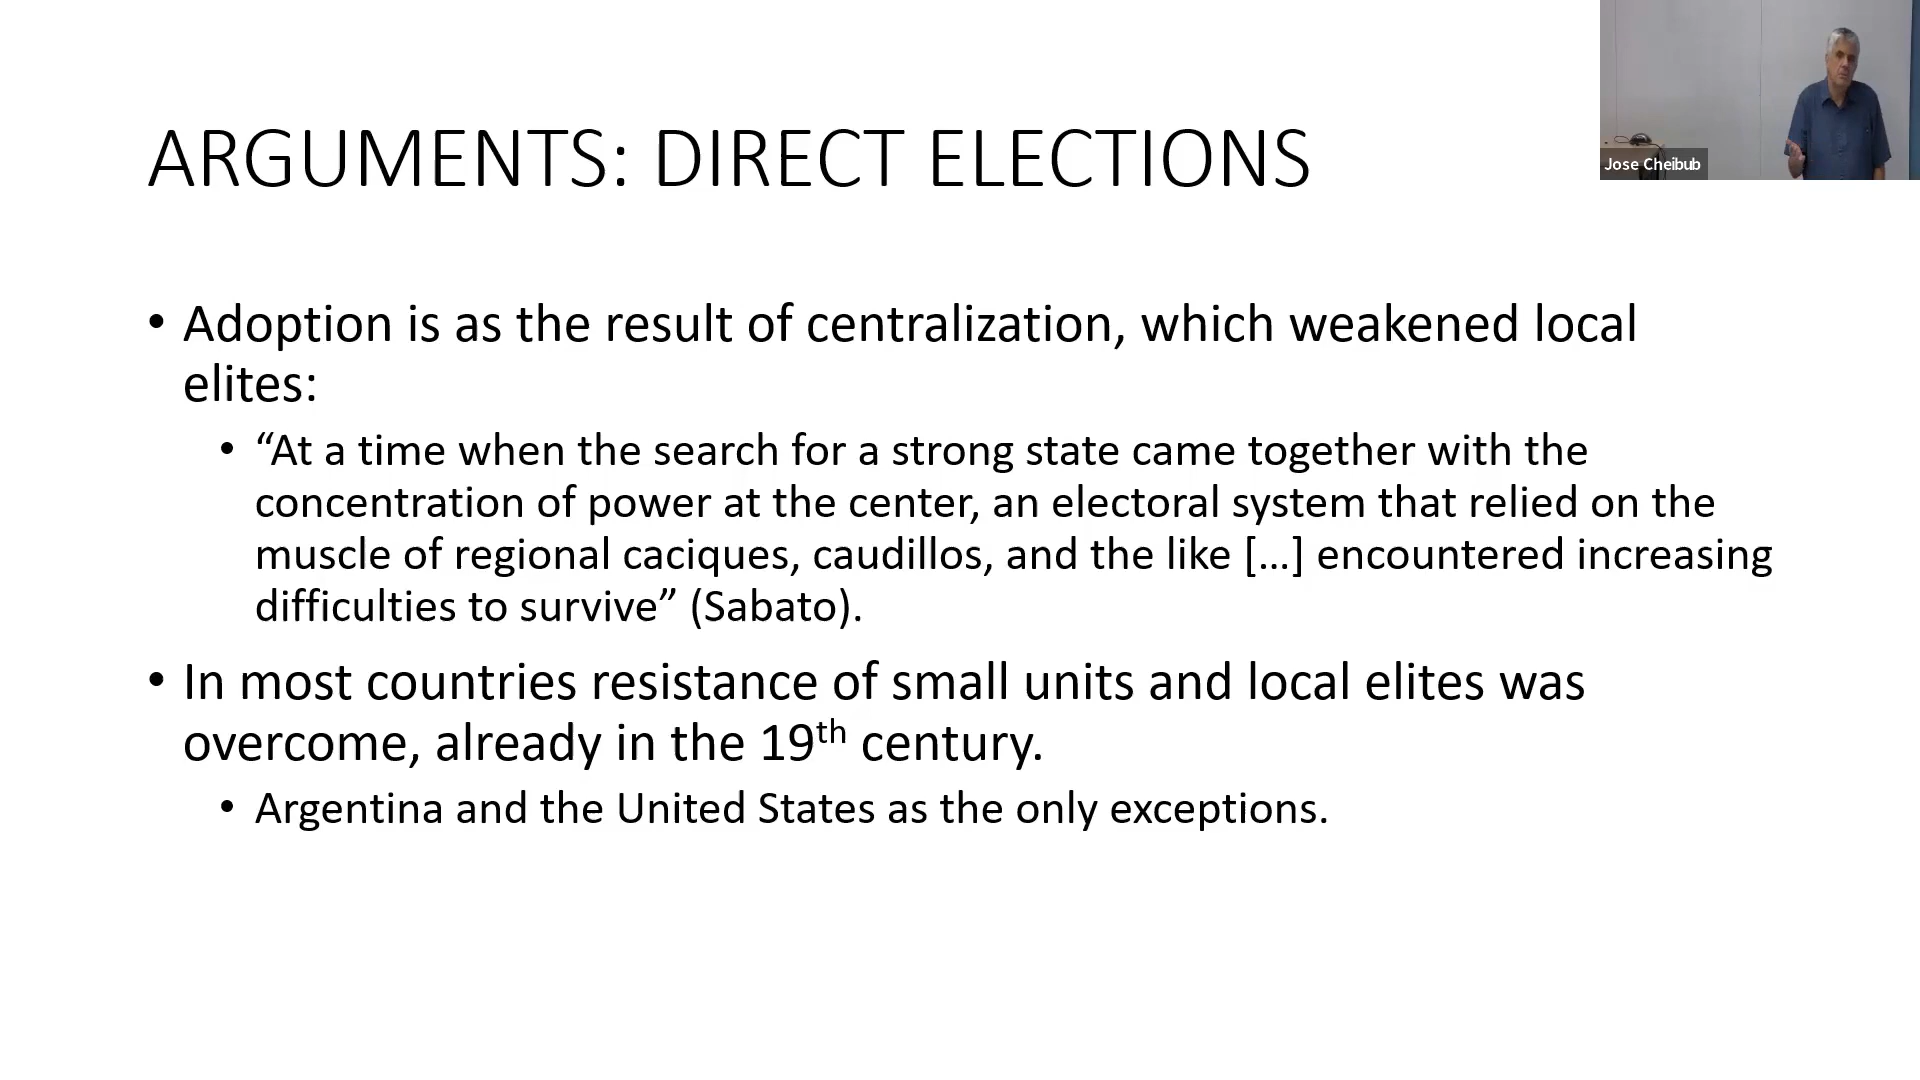 ARGUMENTS: DIRECT ELECTIONS
Jose Cheibub
• Adoption is as the result of centralization, which weakened local
elites:
• “At a time when the search for a strong state came together with the
concentration of power at the center, an electoral system that relied on the
muscle of regional caciques, caudillos, and the like […] encountered increasing
difficulties to survive” (Sabato).
• In most countries resistance of small units and local elites was
overcome, already in the 19th century.
• Argentina and the United States as the only exceptions.